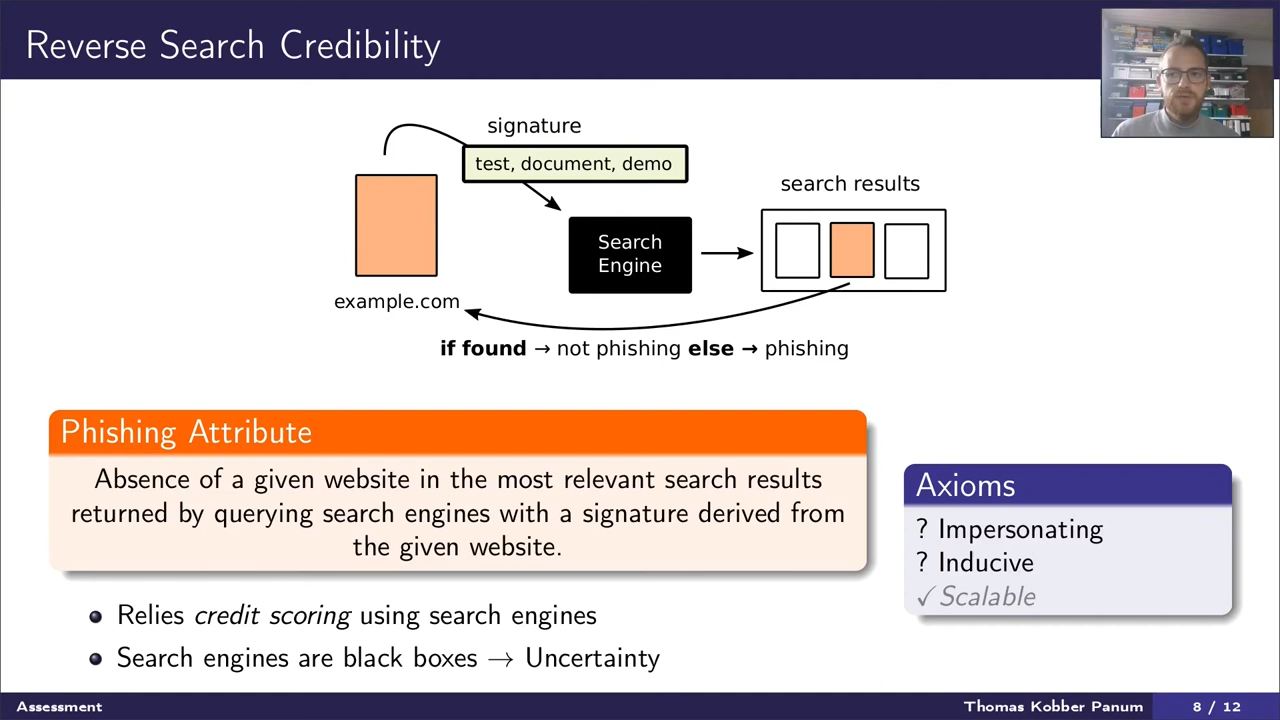 Reverse Search Credibility
signature
test, document, demo
search results
Search
Engine
example.com
if found → not phishing else → phishing
Phishing Attribute
Absence of a given website in the most relevant search results
returned by querying search engines with a signature derived from
the given website.
Axioms
? Impersonating
? Inducive
✓ Scalable
Relies credit scoring using search engines
Search engines are black boxes → Uncertainty
Assessment
Thomas Kobber Panum
8 / 12